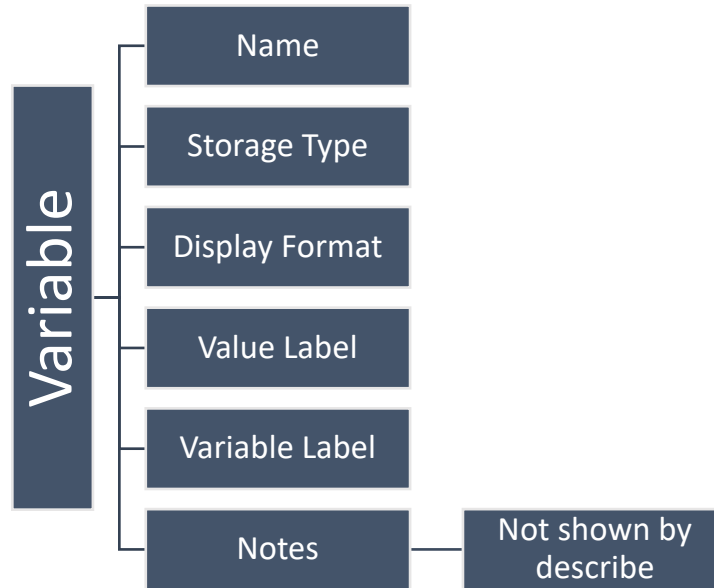 Variable
Name
Storage Type
Display Format
Value Label
Variable Label
Notes
Not shown by
describe